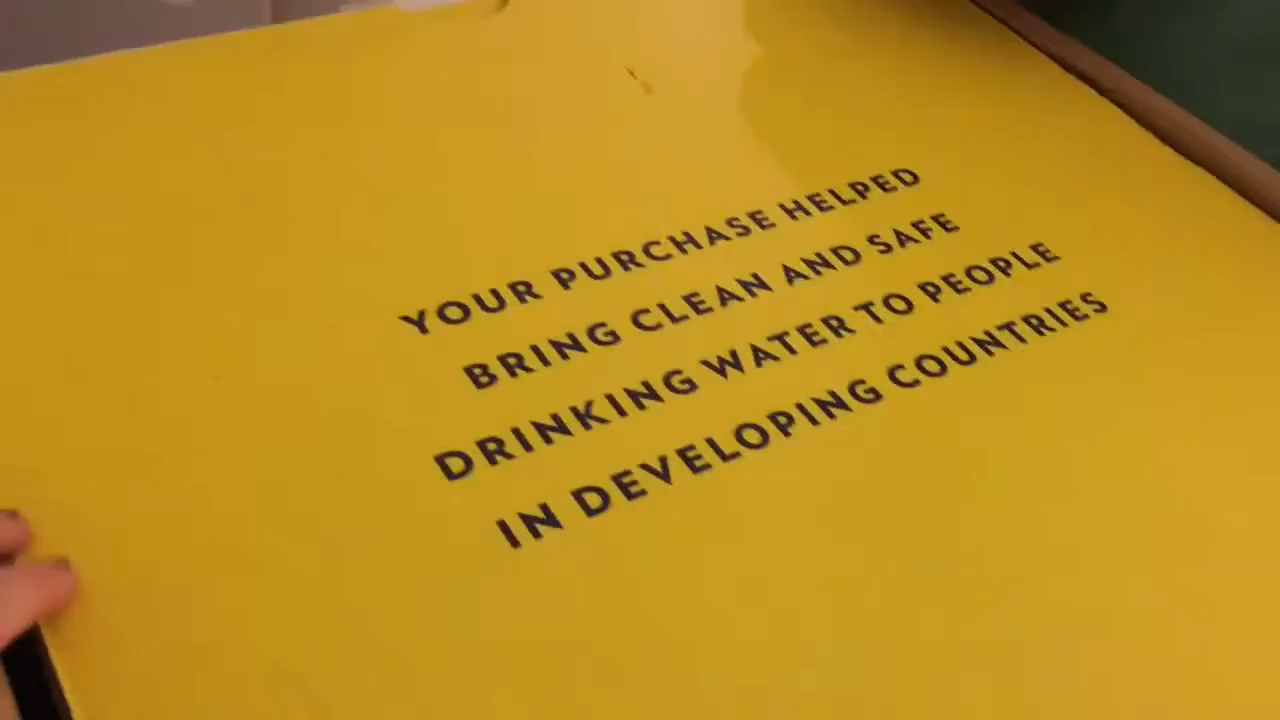 YOUR PURCHASE HELPED
BRING CLEAN AND SAFE
DRINKING WATER TO PEOPLE
IN DEVELOPING COUNTRIES